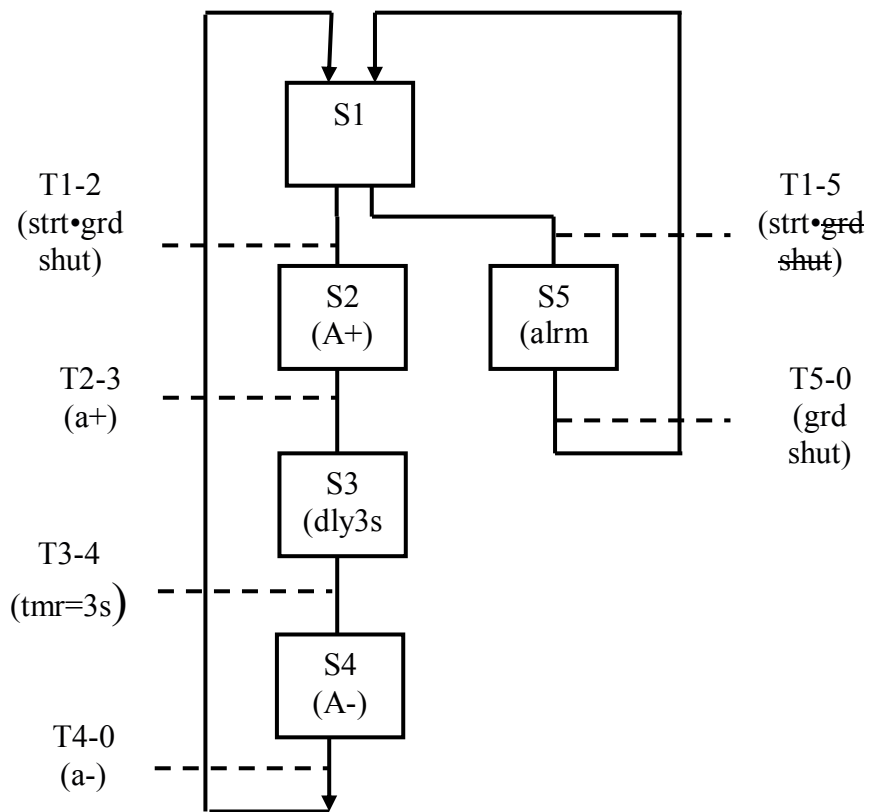 S1
T1-2
(strt•grd
shut)
T1-5
(strt•grd
shut)
S2
(A+)
S5
(alrm
T2-3
(a+)
T5-0
(grd
shut)
S3
(dly3s
T3-4
(tmr=3s)
S4
(A-)
T4-0
(a-)